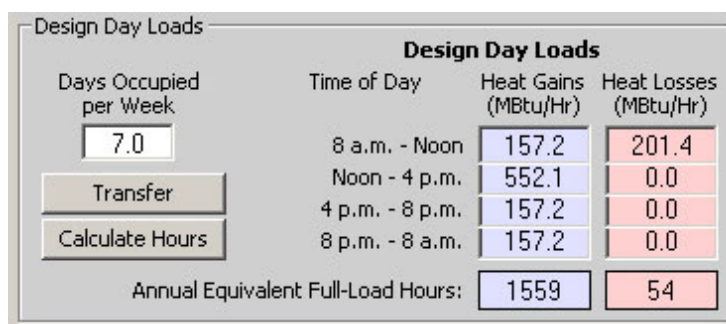 Design Day Loads
Design Day Loads
Days Occupied per Week
Time of Day
Heat Gains (MBtu/Hr)
Heat Losses (MBtu/Hr)
7.0
8 a.m. - Noon 157.2 201.4
Transfer
Noon - 4 p.m. 552.1 0.0
4 p.m. - 8 p.m. 157.2 0.0
Calculate Hours
8 p.m. - 8 a.m. 157.2 0.0
Annual Equivalent Full-Load Hours: 1559 54